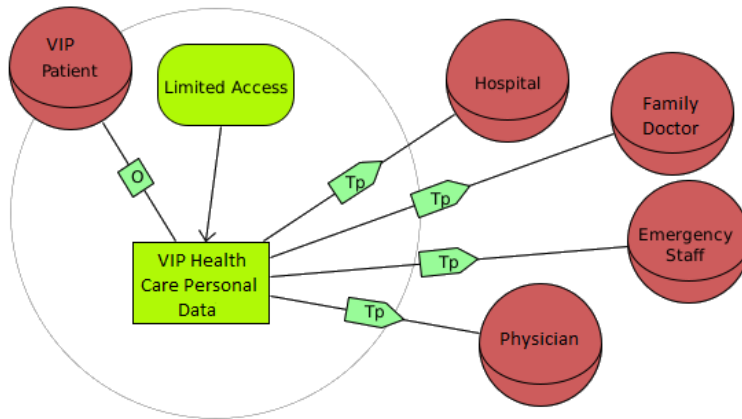 VIP
Patient
Limited Access
O
VIP Health
Care Personal
Data
Tp
Hospital
Tp
Family
Doctor
Tp
Emergency
Staff
Tp
Physician